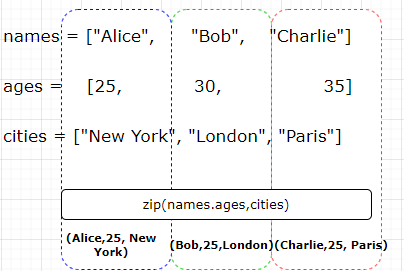 names = ["Alice", "Bob", "Charlie"]
ages = [25, 30, 35]
cities = ["New York", "London", "Paris"]
zip(names.ages,cities)
(Alice,25, New York) (Bob,25,London) (Charlie,25, Paris)